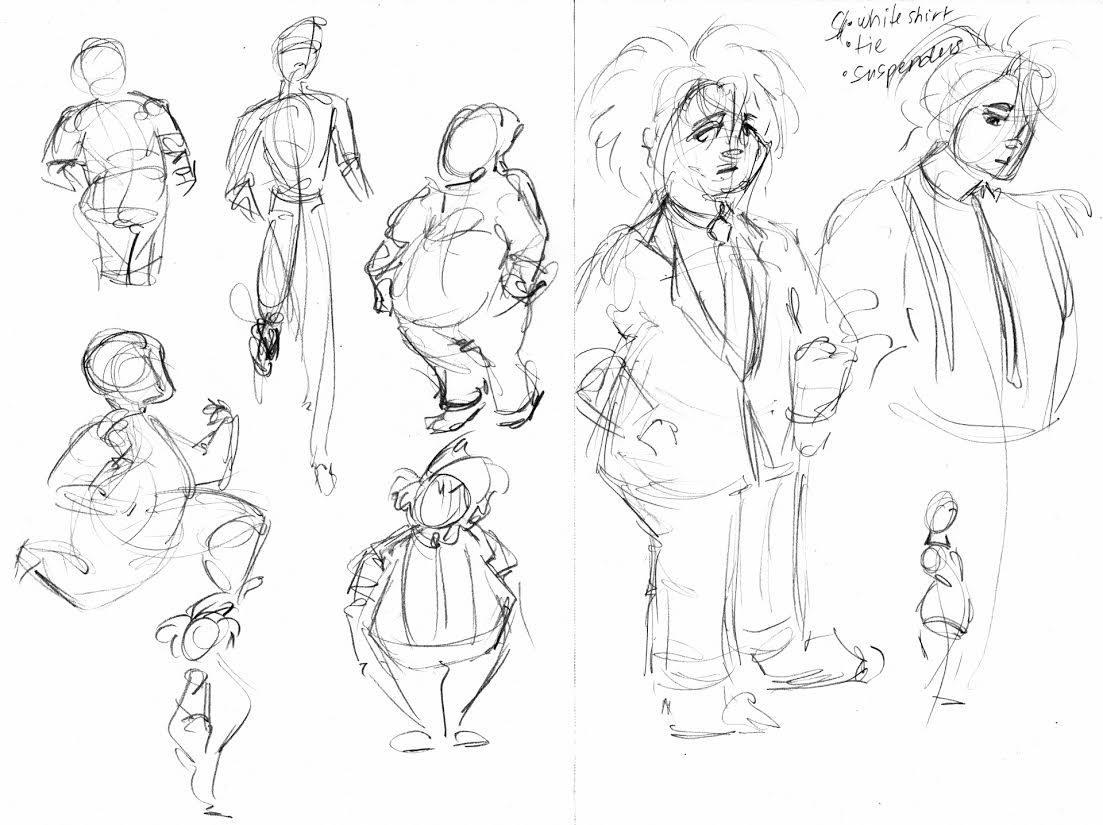 • white shirt
• tie
• suspenders